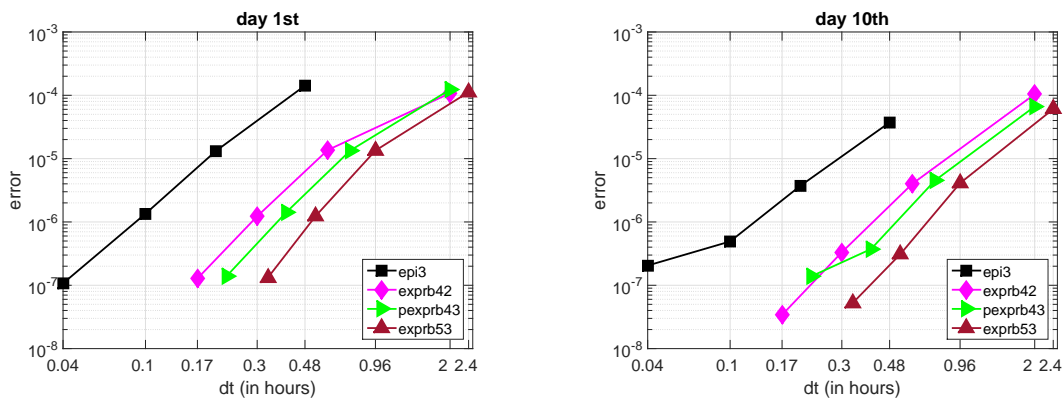 day 1st
10^-3
10^-4
10^-5
10^-6
10^-7
10^-8
error
0.04 0.1 0.17 0.3 0.48 0.96 2 2.4
dt (in hours)
epi3
exprb42
pexprb43
exprb53
day 10th
10^-3
10^-4
10^-5
10^-6
10^-7
10^-8
error
0.04 0.1 0.17 0.3 0.48 0.96 2 2.4
dt (in hours)
epi3
exprb42
pexprb43
exprb53